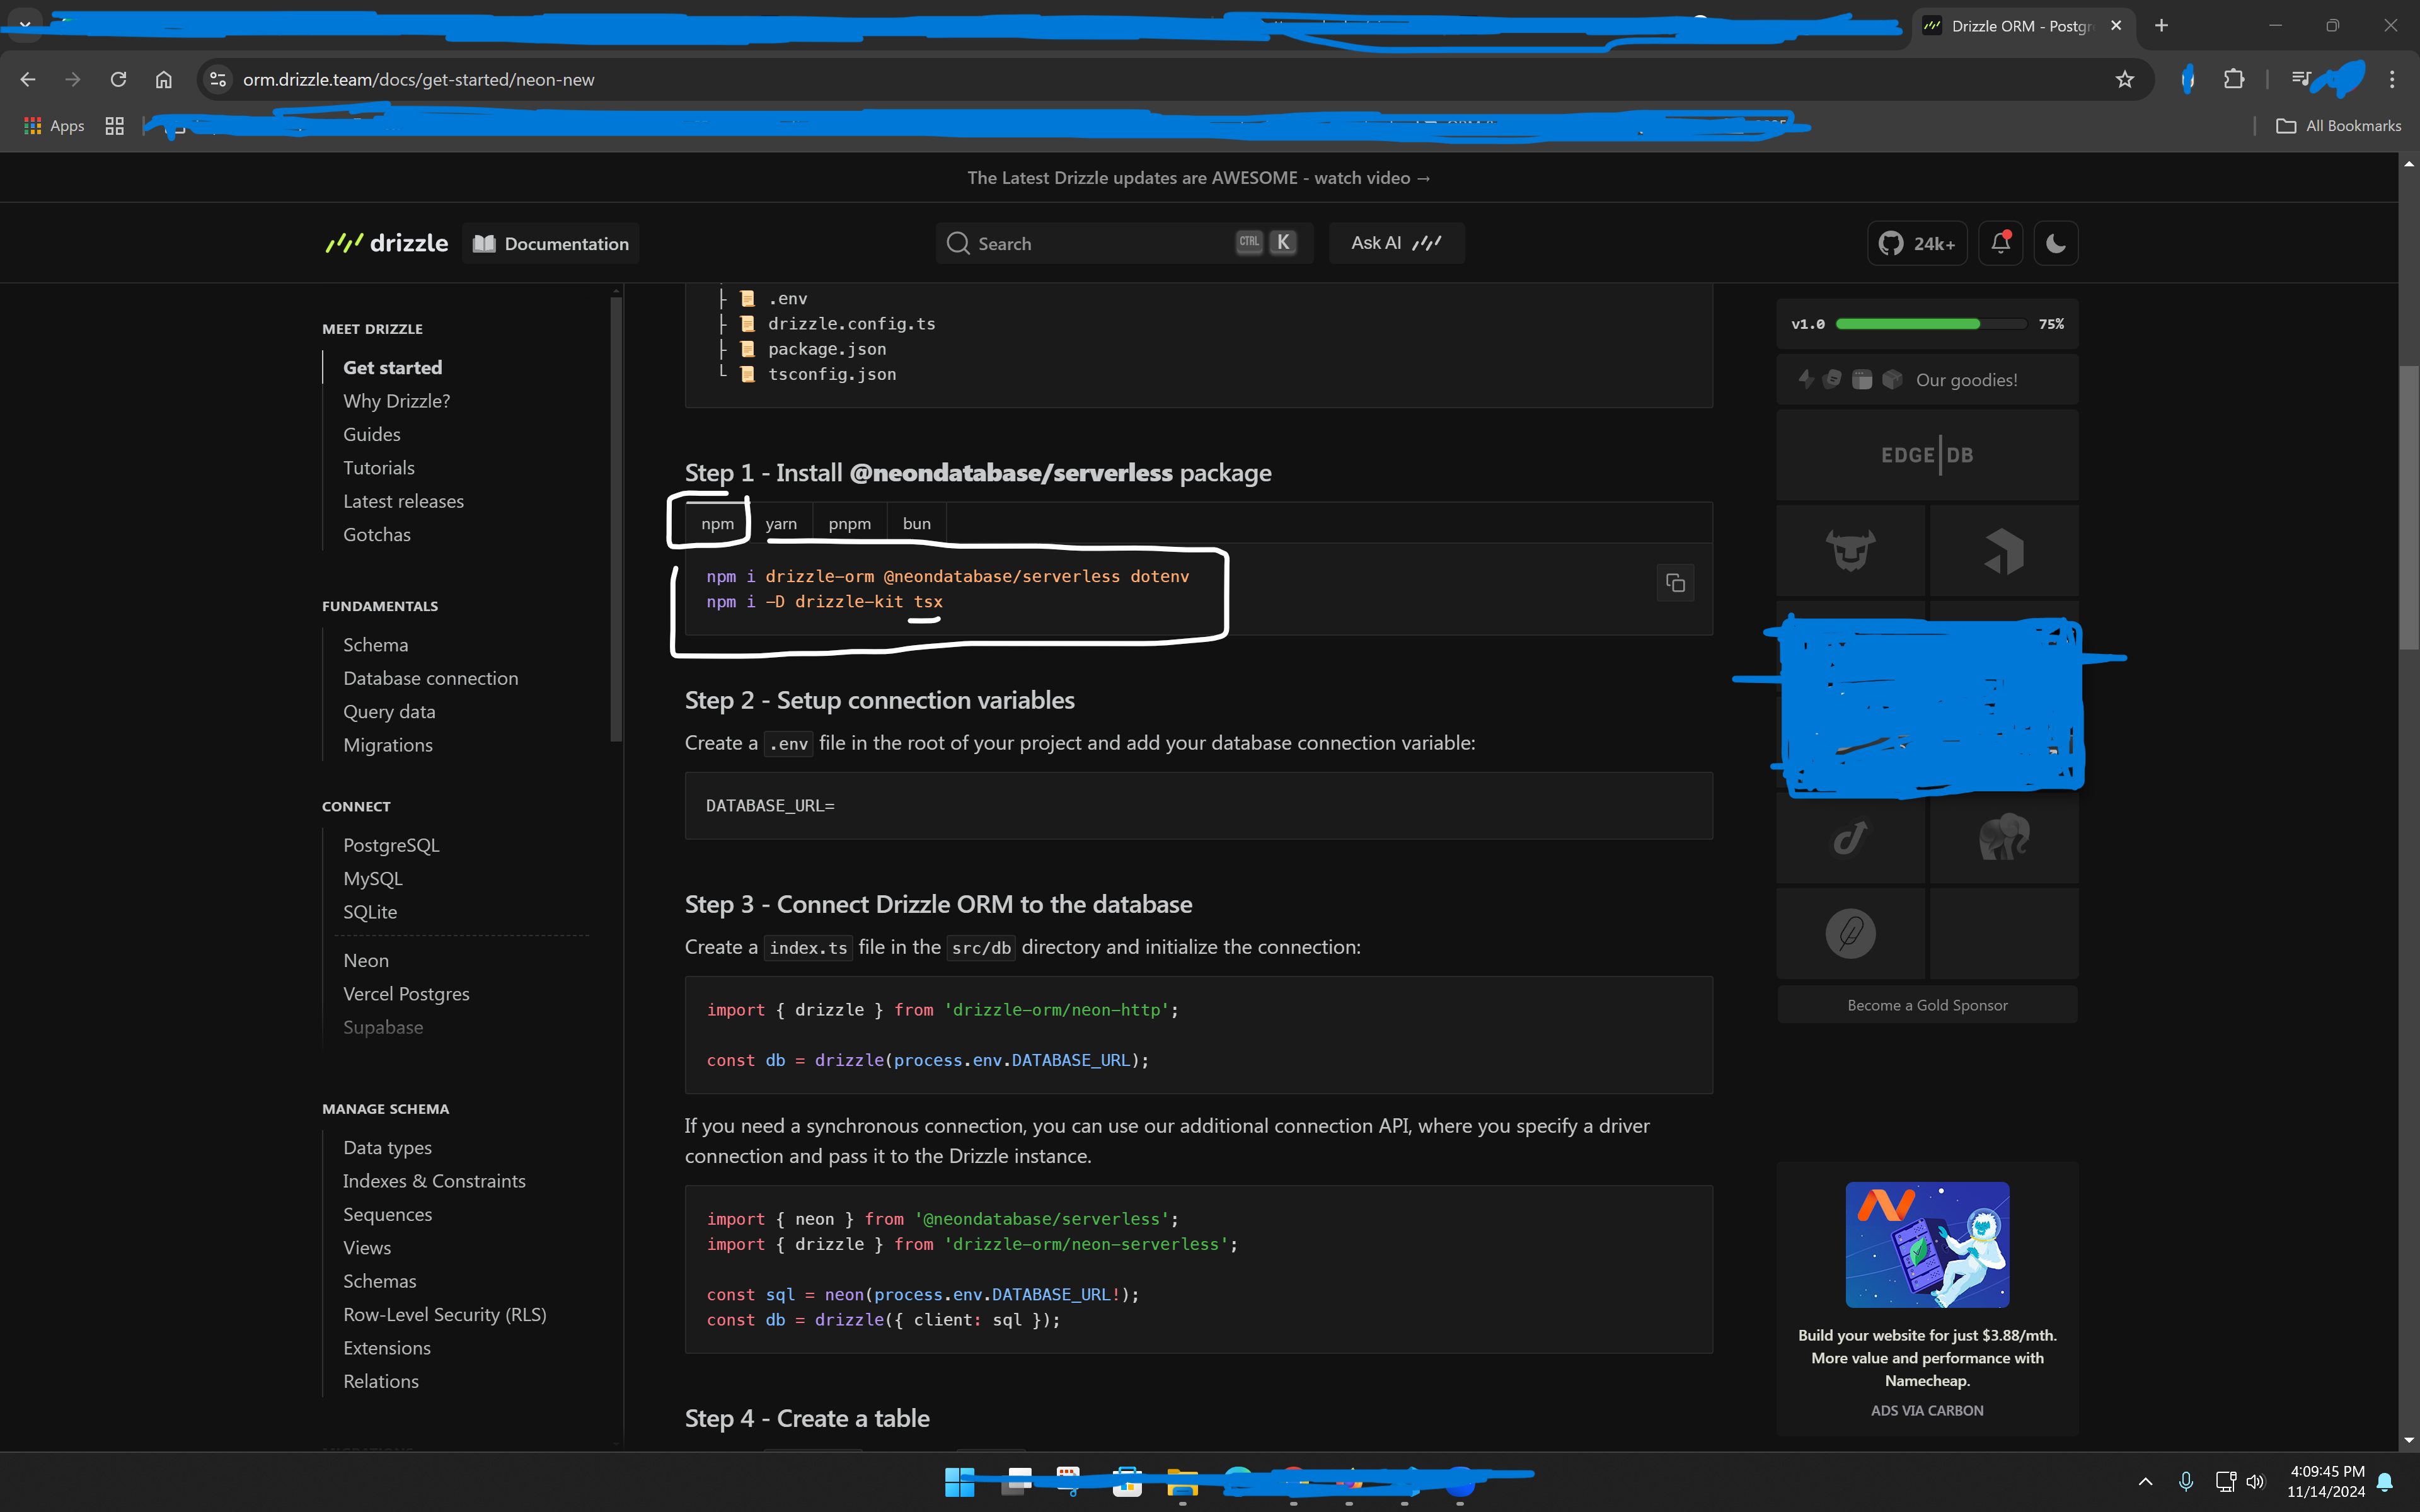 Drizzle ORM - Postgr
orm.drizzle.team/docs/get-started/neon-new
Apps
All Bookmarks
The Latest Drizzle updates are AWESOME - watch video →
drizzle
Documentation
Search
CTRL K
Ask AI
24k+
MEET DRIZZLE
Get started
Why Drizzle?
Guides
Tutorials
Latest releases
Gotchas
FUNDAMENTALS
Schema
Database connection
Query data
Migrations
CONNECT
PostgreSQL
MySQL
SQLite
Neon
Vercel Postgres
Supabase
MANAGE SCHEMA
Data types
Indexes & Constraints
Sequences
Views
Schemas
Row-Level Security (RLS)
Extensions
Relations
├ 📜 .env
├ 📜 drizzle.config.ts
├ 📜 package.json
└ 📜 tsconfig.json
Step 1 - Install @neondatabase/serverless package
npm yarn pnpm bun
npm i drizzle-orm @neondatabase/serverless dotenv
npm i -D drizzle-kit tsx
Step 2 - Setup connection variables
Create a .env file in the root of your project and add your database connection variable:
DATABASE_URL=
Step 3 - Connect Drizzle ORM to the database
Create a index.ts file in the src/db directory and initialize the connection:
import { drizzle } from 'drizzle-orm/neon-http';
const db = drizzle(process.env.DATABASE_URL);
If you need a synchronous connection, you can use our additional connection API, where you specify a driver
connection and pass it to the Drizzle instance.
import { neon } from '@neondatabase/serverless';
import { drizzle } from 'drizzle-orm/neon-serverless';
const sql = neon(process.env.DATABASE_URL!);
const db = drizzle({ client: sql });
Step 4 - Create a table
v1.0 75%
Our goodies!
EDGE|DB
Become a Gold Sponsor
Build your website for just $3.88/mth.
More value and performance with
Namecheap.
ADS VIA CARBON
4:09:45 PM
11/14/2024